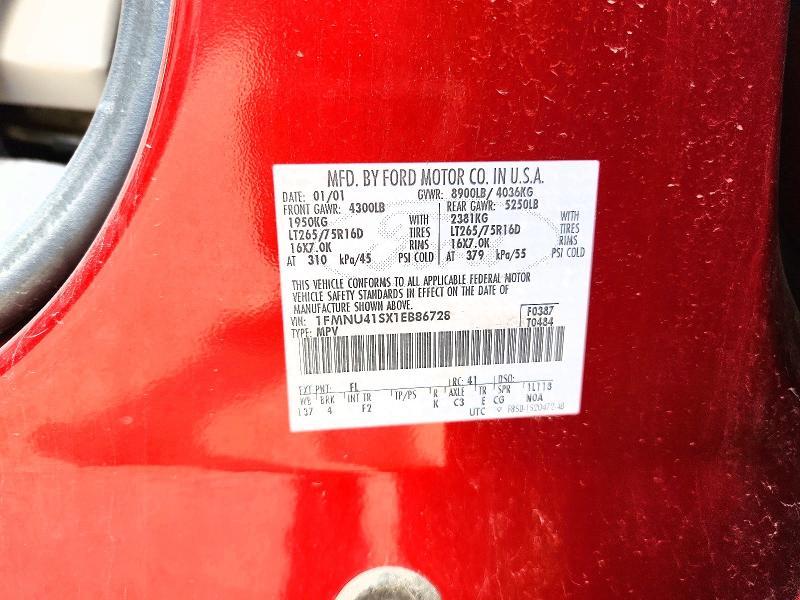 MFD. BY FORD MOTOR CO. IN U.S.A.
DATE: 01/01 GVWR: 8900LB/ 4036KG
FRONT GAWR: 4300LB REAR GAWR: 5250LB
1950KG WITH 2381KG WITH
LT265/75R16D TIRES LT265/75R16D TIRES
16X7.0K RIMS 16X7.0K RIMS
AT 310 kPa/45 PSI COLD AT 379 kPa/55 PSI COLD
THIS VEHICLE CONFORMS TO ALL APPLICABLE FEDERAL MOTOR
VEHICLE SAFETY STANDARDS IN EFFECT ON THE DATE OF
MANUFACTURE SHOWN ABOVE.
VIN: 1FMNU41SX1EB86728 F0387
TYPE: MPV T0484
EXT PNT: FL RC: 41 DSO:
WB BRK INT TR TP/PS R AXLE TR SPR 1L118
137 4 F2 K C3 E CG N0A
UTC